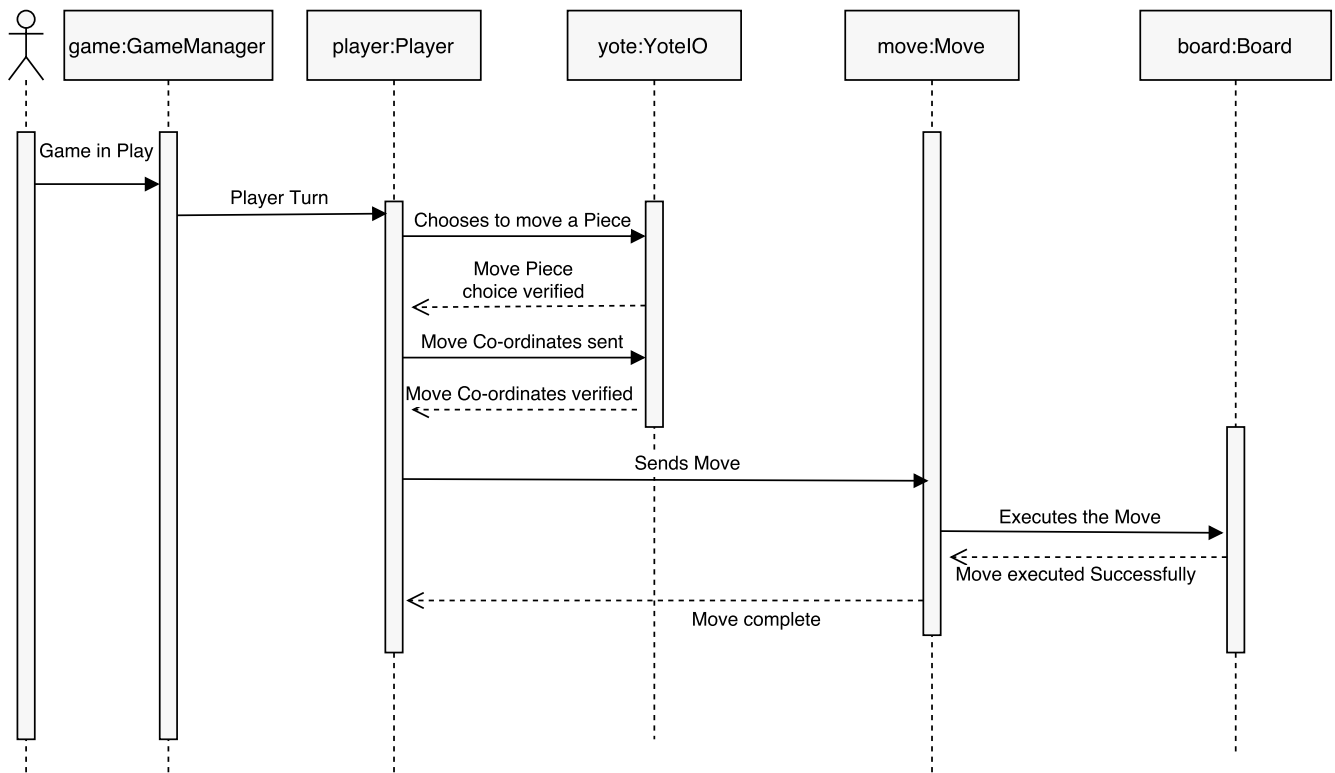 game:GameManager
player:Player
yote:YoteIO
move:Move
board:Board
Game in Play
Player Turn
Chooses to move a Piece
Move Piece
choice verified
Move Co-ordinates sent
Move Co-ordinates verified
Sends Move
Executes the Move
Move executed Successfully
Move complete